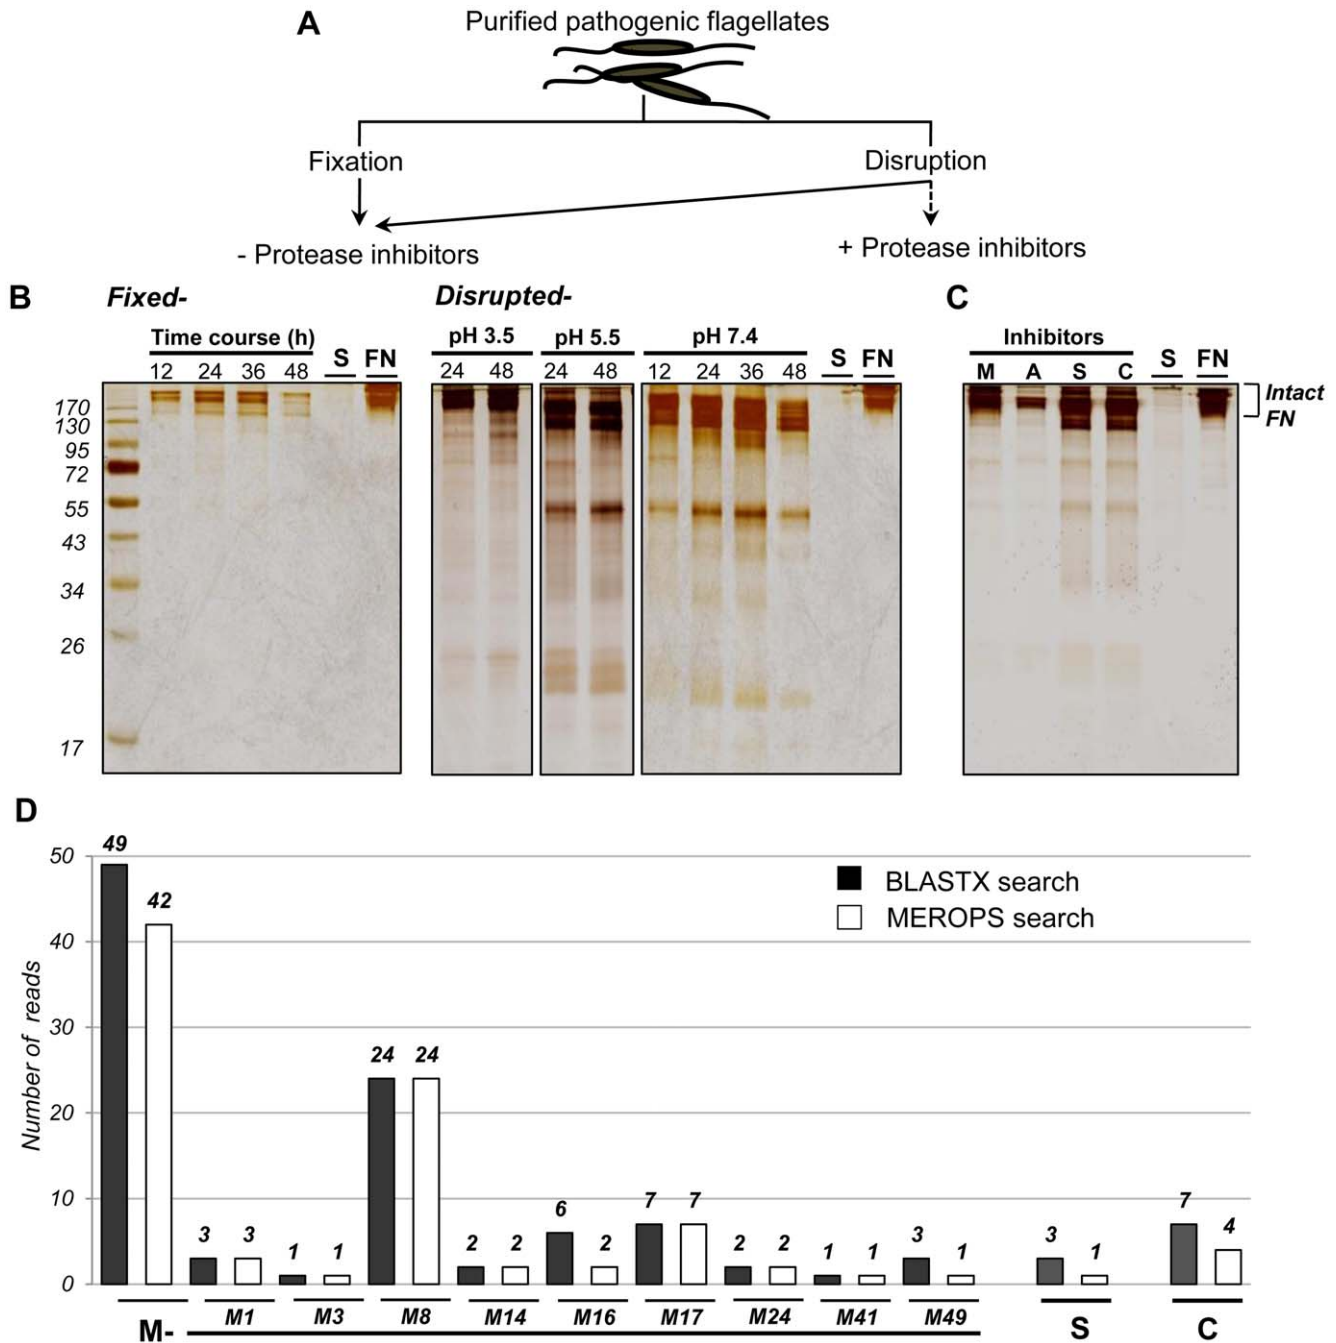 A
Purified pathogenic flagellates
Fixation
Disruption
- Protease inhibitors
+ Protease inhibitors
B
Fixed-
Disrupted-
C
Time course (h)
S
FN
pH 3.5
pH 5.5
pH 7.4
S
FN
Inhibitors
S
FN
12
24
36
48
24
48
24
48
12
24
36
48
M
A
S
C
Intact
FN
170
130
95
72
55
43
34
26
17
D
Number of reads
50
40
30
20
10
0
BLASTX search
MEROPS search
49
42
3
3
1
1
24
24
2
2
6
2
7
7
2
2
1
1
3
1
3
1
7
4
M-
M1
M3
M8
M14
M16
M17
M24
M41
M49
S
C